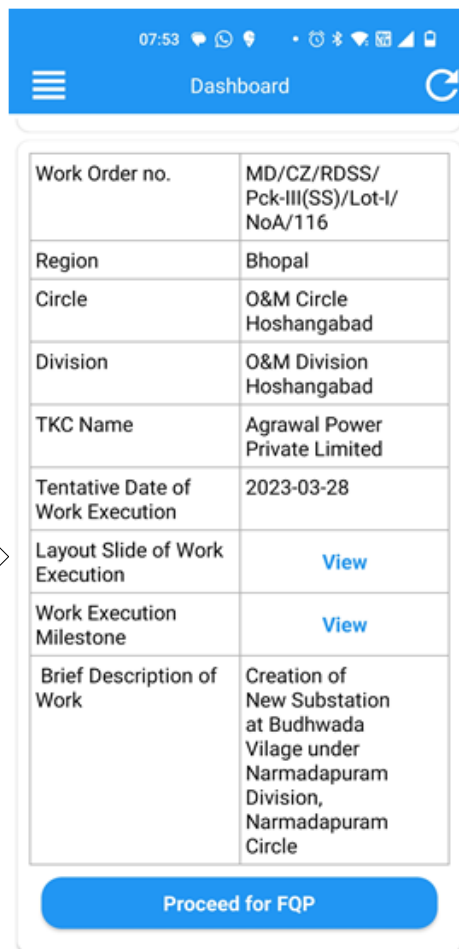 07:53
Dashboard
Work Order no.
MD/CZ/RDSS/
Pck-III(SS)/Lot-I/
NoA/116
Region
Bhopal
Circle
O&M Circle
Hoshangabad
Division
O&M Division
Hoshangabad
TKC Name
Agrawal Power
Private Limited
Tentative Date of
Work Execution
2023-03-28
Layout Slide of Work
Execution
View
Work Execution
Milestone
View
Brief Description of
Work
Creation of
New Substation
at Budhwada
Vilage under
Narmadapuram
Division,
Narmadapuram
Circle
Proceed for FQP